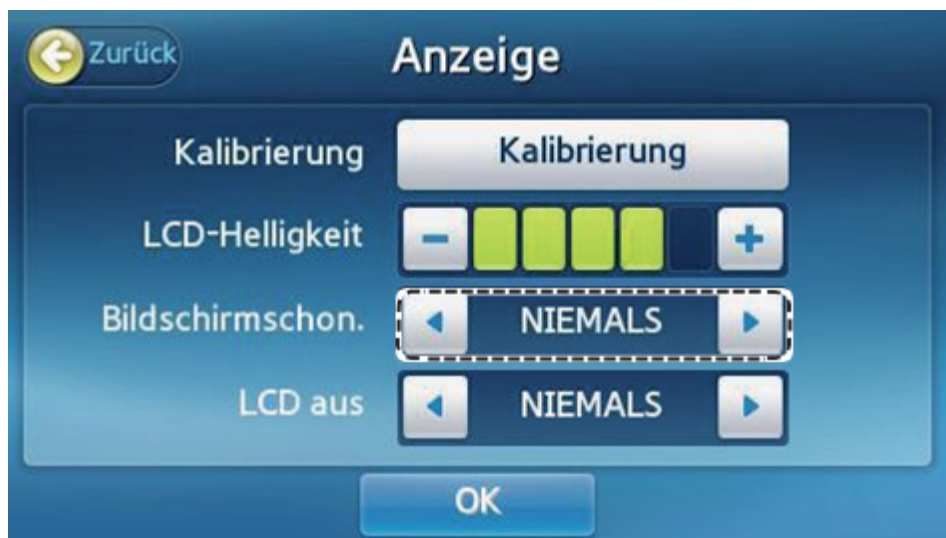 Zurück
Anzeige
Kalibrierung Kalibrierung
LCD-Helligkeit - +
Bildschirmschon. NIEMALS
LCD aus NIEMALS
OK